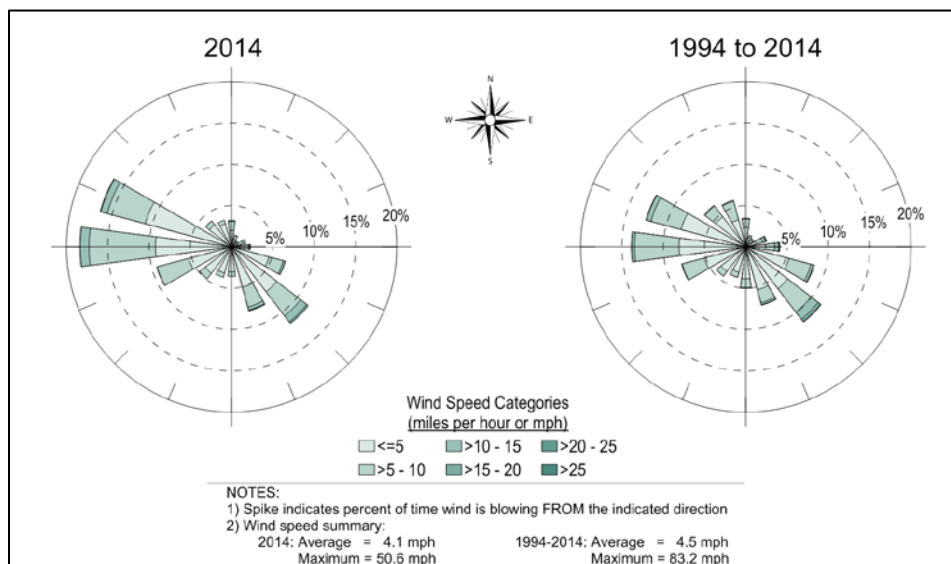 2014
1994 to 2014
N
W
E
S
5%
10%
15%
20%
5%
10%
15%
20%
Wind Speed Categories
(miles per hour or mph)
<=5
>10 - 15
>20 - 25
>5 - 10
>15 - 20
>25
NOTES:
1) Spike indicates percent of time wind is blowing FROM the indicated direction
2) Wind speed summary:
2014: Average = 4.1 mph
1994-2014: Average = 4.5 mph
Maximum = 50.6 mph
Maximum = 83.2 mph